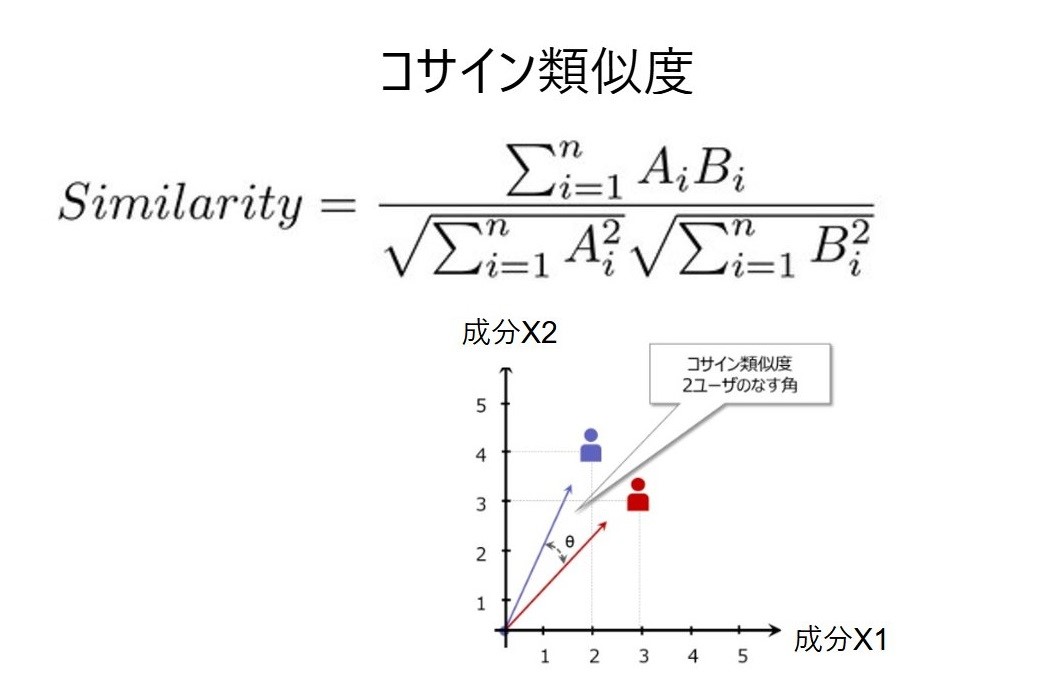 コサイン類似度
Similarity = \frac{\sum_{i=1}^{n} A_i B_i}{\sqrt{\sum_{i=1}^{n} A_i^2} \sqrt{\sum_{i=1}^{n} B_i^2}}
成分X2
コサイン類似度
2ユーザのなす角
5
4
3
2
1
θ
1 2 3 4 5
成分X1